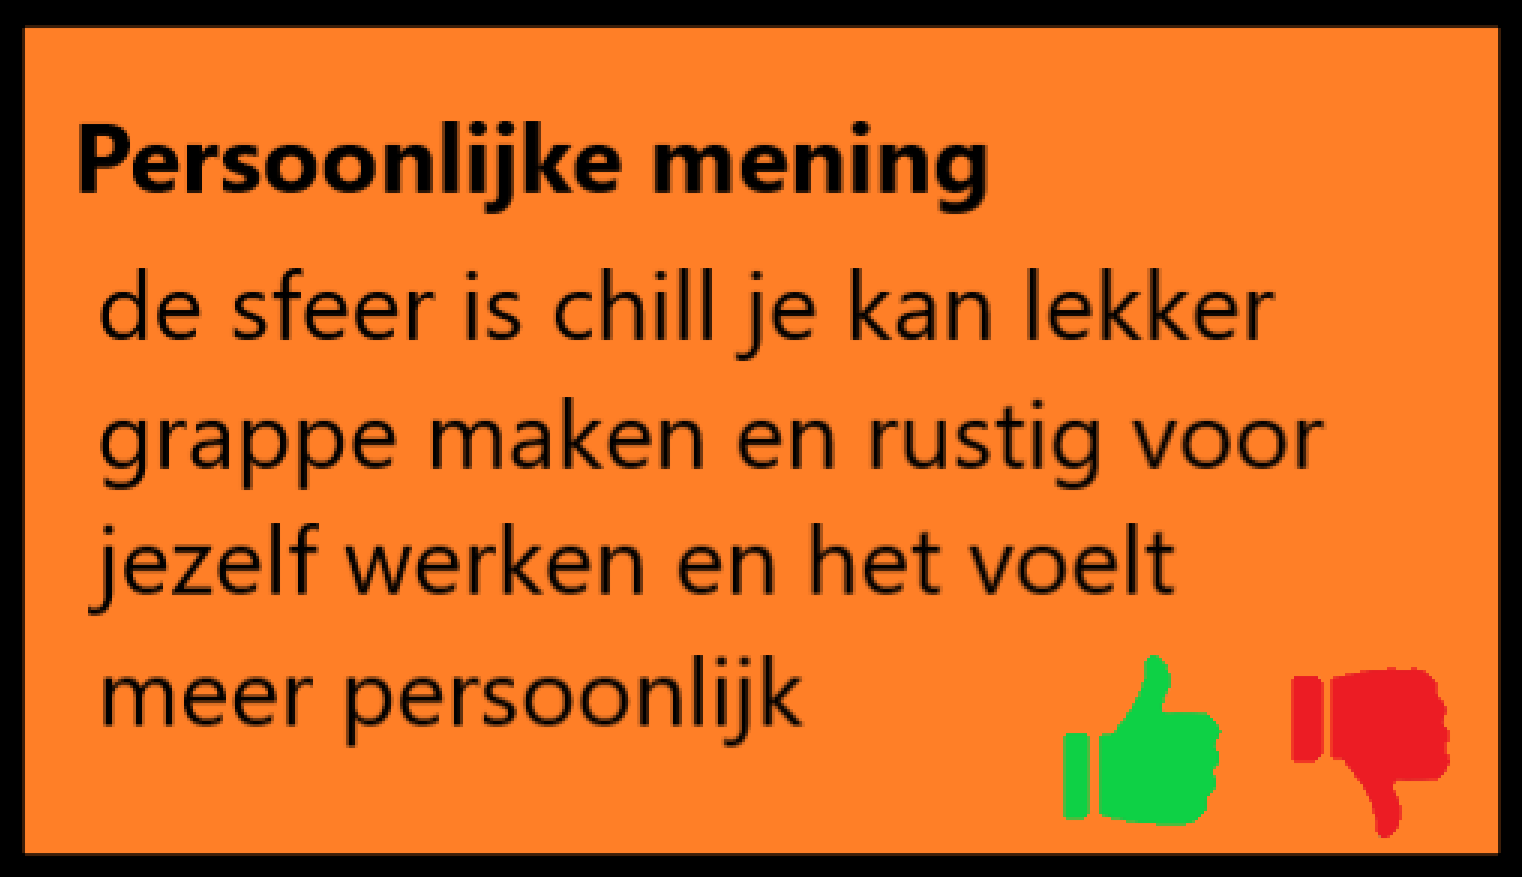 Persoonlijke mening
de sfeer is chill je kan lekker
grappe maken en rustig voor
jezelf werken en het voelt
meer persoonlijk